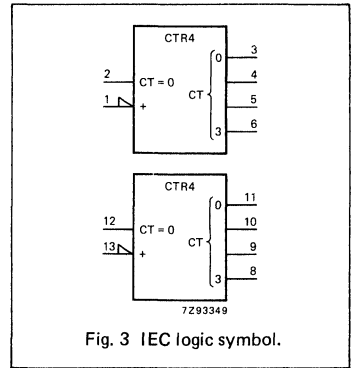 CTR4
0 3
2 CT = 0 4
CT
1 + 5
3 6
CTR4
0 11
12 CT = 0 10
CT
13 + 9
3 8
7Z93349
Fig. 3 IEC logic symbol.